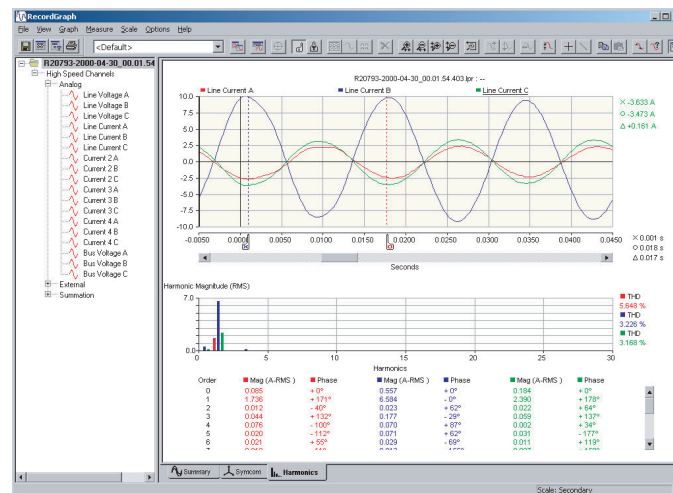 RecordGraph
File View Graph Measure Scale Options Help
<Default>
R20793-2000-04-30_00.01.54
High Speed Channels
Analog
Line Voltage A
Line Voltage B
Line Voltage C
Line Current A
Line Current B
Line Current C
Current 2 A
Current 2 B
Current 2 C
Current 3 A
Current 3 B
Current 3 C
Current 4 A
Current 4 B
Current 4 C
Bus Voltage A
Bus Voltage B
Bus Voltage C
External
Summation
R20793-2000-04-30_00.01.54.403.lpr : --
Line Current A Line Current B Line Current C
10.0
7.5
5.0
2.5
0.0
-2.5
-5.0
-7.5
-10.0
× -3.633 A
o -3.473 A
Δ +0.161 A
-0.0050 0.0000 0.0050 0.0100 0.0150 0.0200 0.0250 0.0300 0.0350 0.0400 0.0450
× 0.001 s
o 0.018 s
Δ 0.017 s
Seconds
Harmonic Magnitude (RMS)
7.0
0.0
0 5 10 15 20 25 30
Harmonics
THD
5.648 %
THD
3.226 %
THD
3.168 %
Order Mag (A-RMS ) Phase Mag (A-RMS ) Phase Mag (A-RMS ) Phase
0 0.085 + 0° 0.557 + 0° 0.184 + 0°
1 1.736 + 171° 6.584 - 0° 2.390 + 178°
2 0.012 - 40° 0.023 + 62° 0.022 + 64°
3 0.044 + 132° 0.177 - 29° 0.059 + 137°
4 0.076 - 100° 0.070 + 87° 0.002 + 34°
5 0.020 - 112° 0.071 + 62° 0.031 - 177°
6 0.021 + 55° 0.029 - 69° 0.011 + 119°
Summary Symcom Harmonics
Scale: Secondary